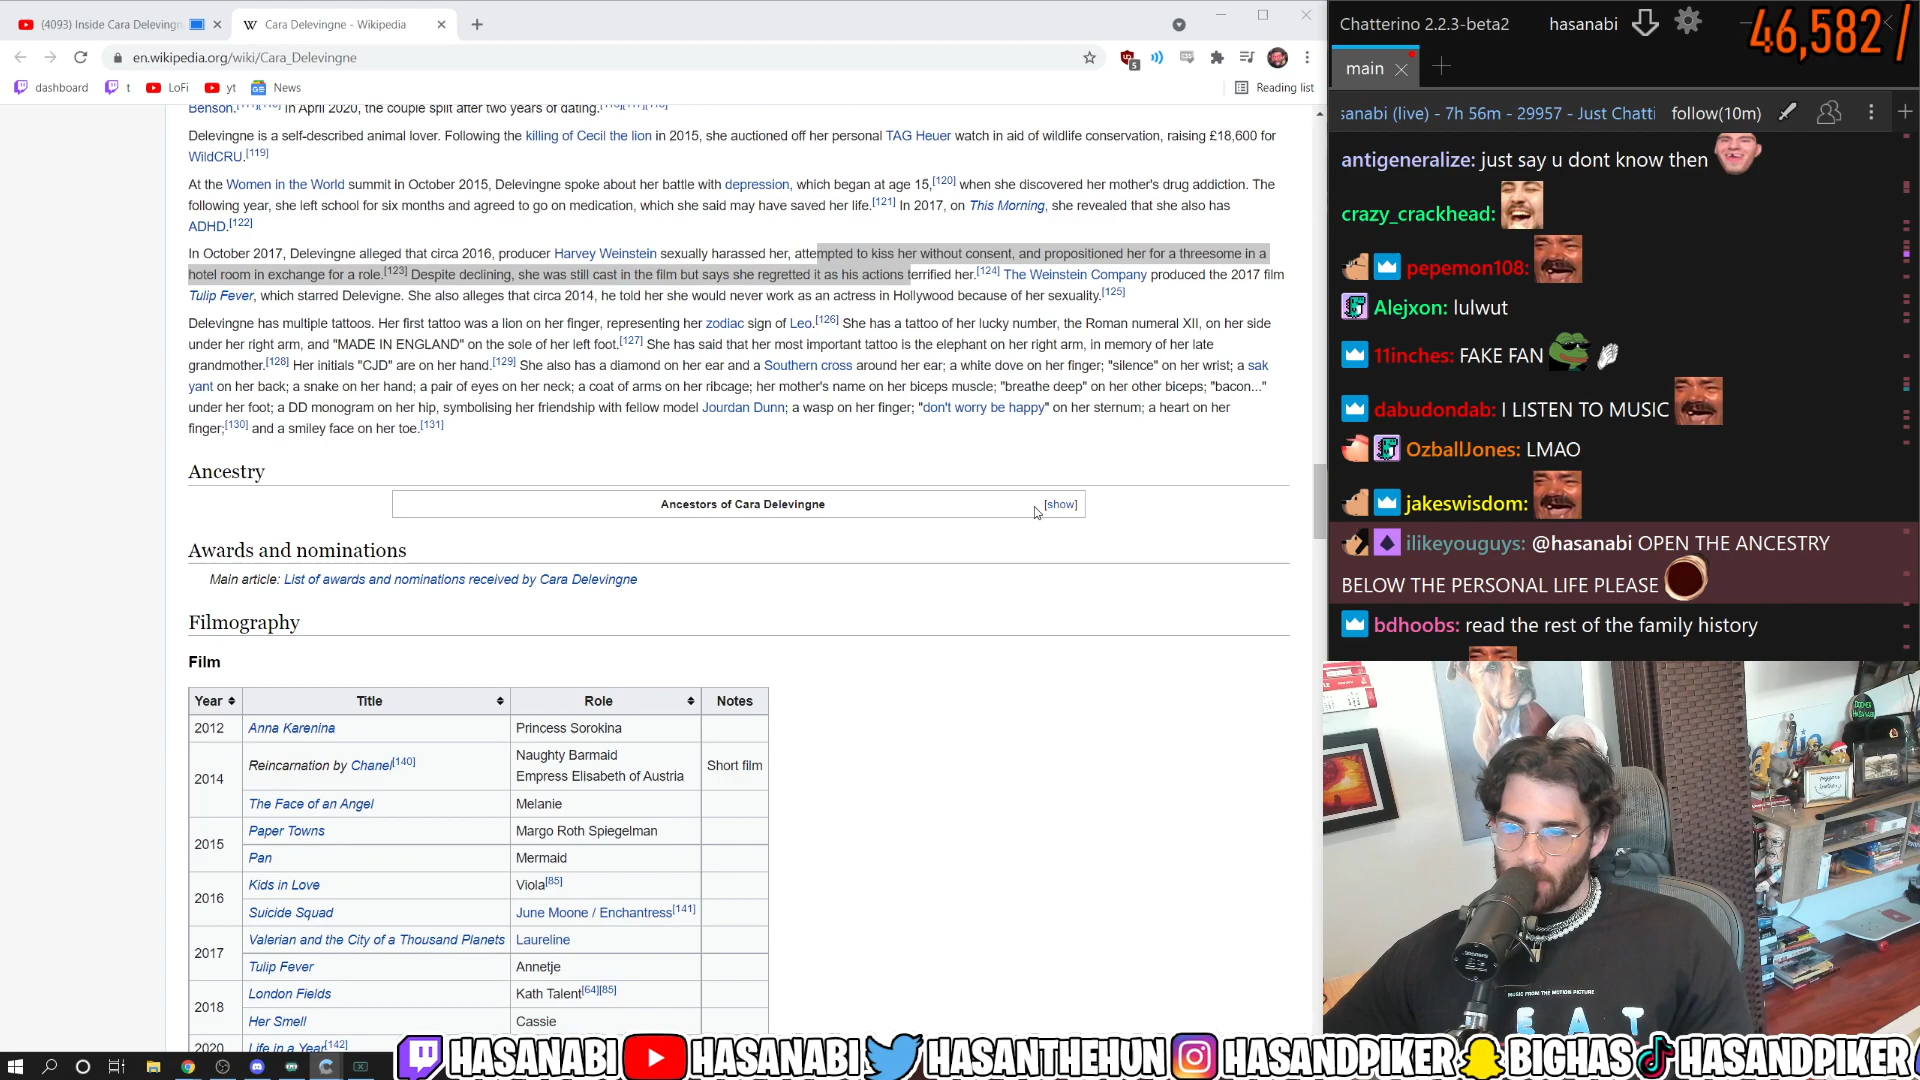 (4093) Inside Cara Delevingn
Cara Delevingne - Wikipedia
en.wikipedia.org/wiki/Cara_Delevingne
5
dashboard
t
LoFi
yt
News
Reading list
Benson.[111][116] In April 2020, the couple split after two years of dating.
Delevingne is a self-described animal lover. Following the killing of Cecil the lion in 2015, she auctioned off her personal TAG Heuer watch in aid of wildlife conservation, raising £18,600 for
WildCRU.[119]
At the Women in the World summit in October 2015, Delevingne spoke about her battle with depression, which began at age 15,[120] when she discovered her mother's drug addiction. The
following year, she left school for six months and agreed to go on medication, which she said may have saved her life.[121] In 2017, on This Morning, she revealed that she also has
ADHD.[122]
In October 2017, Delevingne alleged that circa 2016, producer Harvey Weinstein sexually harassed her, attempted to kiss her without consent, and propositioned her for a threesome in a
hotel room in exchange for a role.[123] Despite declining, she was still cast in the film but says she regretted it as his actions terrified her.[124] The Weinstein Company produced the 2017 film
Tulip Fever, which starred Delevigne. She also alleges that circa 2014, he told her she would never work as an actress in Hollywood because of her sexuality.[125]
Delevingne has multiple tattoos. Her first tattoo was a lion on her finger, representing her zodiac sign of Leo.[126] She has a tattoo of her lucky number, the Roman numeral XII, on her side
under her right arm, and "MADE IN ENGLAND" on the sole of her left foot.[127] She has said that her most important tattoo is the elephant on her right arm, in memory of her late
grandmother.[128] Her initials "CJD" are on her hand.[129] She also has a diamond on her ear and a Southern cross around her ear; a white dove on her finger; "silence" on her wrist; a sak
yant on her back; a snake on her hand; a pair of eyes on her neck; a coat of arms on her ribcage; her mother's name on her biceps muscle; "breathe deep" on her other biceps; "bacon..."
under her foot; a DD monogram on her hip, symbolising her friendship with fellow model Jourdan Dunn; a wasp on her finger; "don't worry be happy" on her sternum; a heart on her
finger;[130] and a smiley face on her toe.[131]
Ancestry
Ancestors of Cara Delevingne
[show]
Awards and nominations
Main article: List of awards and nominations received by Cara Delevingne
Filmography
Film
Year Title Role Notes
2012 Anna Karenina Princess Sorokina
2014 Reincarnation by Chanel[140] Naughty Barmaid
Empress Elisabeth of Austria Short film
The Face of an Angel Melanie
2015 Paper Towns Margo Roth Spiegelman
Pan Mermaid
2016 Kids in Love Viola[85]
Suicide Squad June Moone / Enchantress[141]
2017 Valerian and the City of a Thousand Planets Laureline
Tulip Fever Annetje
2018 London Fields Kath Talent[64][85]
Her Smell Cassie
2020 Life in a Year[142]
Chatterino 2.2.3-beta2
hasanabi
46,582 /
main
sanabi (live) - 7h 56m - 29957 - Just Chatti
follow(10m)
antigeneralize: just say u dont know then
crazy_crackhead:
pepemon108:
Alejxon: lulwut
11inches: FAKE FAN
dabudondab: I LISTEN TO MUSIC
OzballJones: LMAO
jakeswisdom:
ilikeyouguys: @hasanabi OPEN THE ANCESTRY
BELOW THE PERSONAL LIFE PLEASE
bdhoobs: read the rest of the family history
MUSIC FROM THE MOTION PICTURE
EAT
HASANABI
HASANABI
HASANTHEHUN
HASANDPIKER
BIGHAS
HASANDPIKER